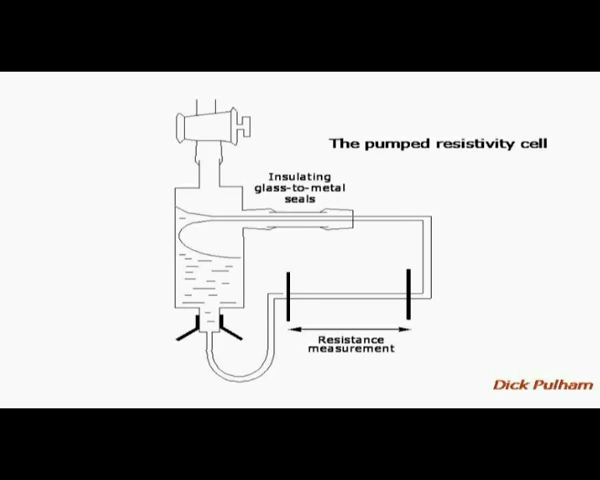 The pumped resistivity cell
Insulating
glass-to-metal
seals
Resistance
measurement
Dick Pulham